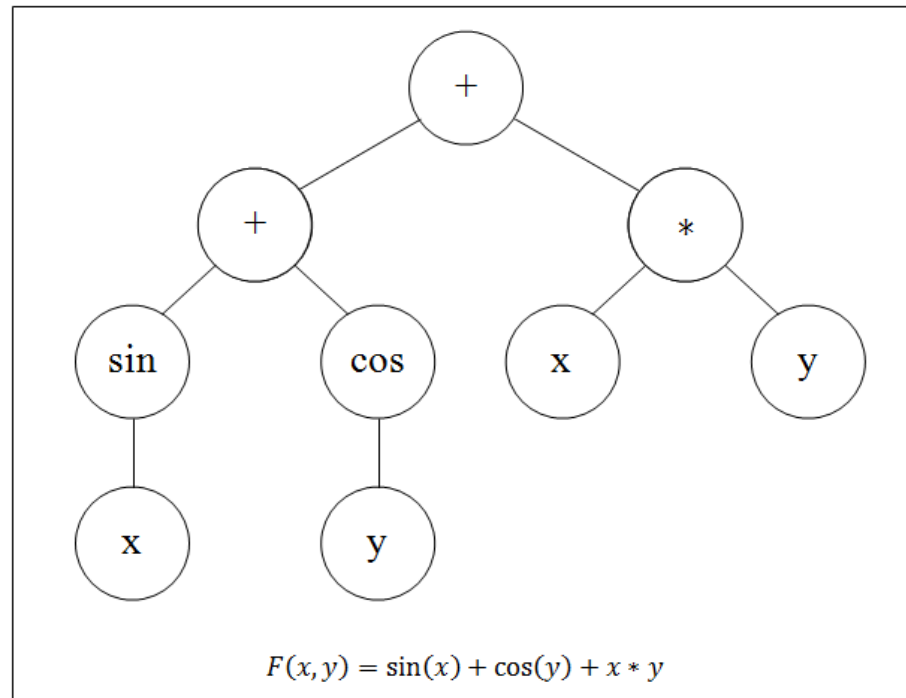 +
+ *
sin cos x y
x y
F(x, y) = sin(x) + cos(y) + x * y